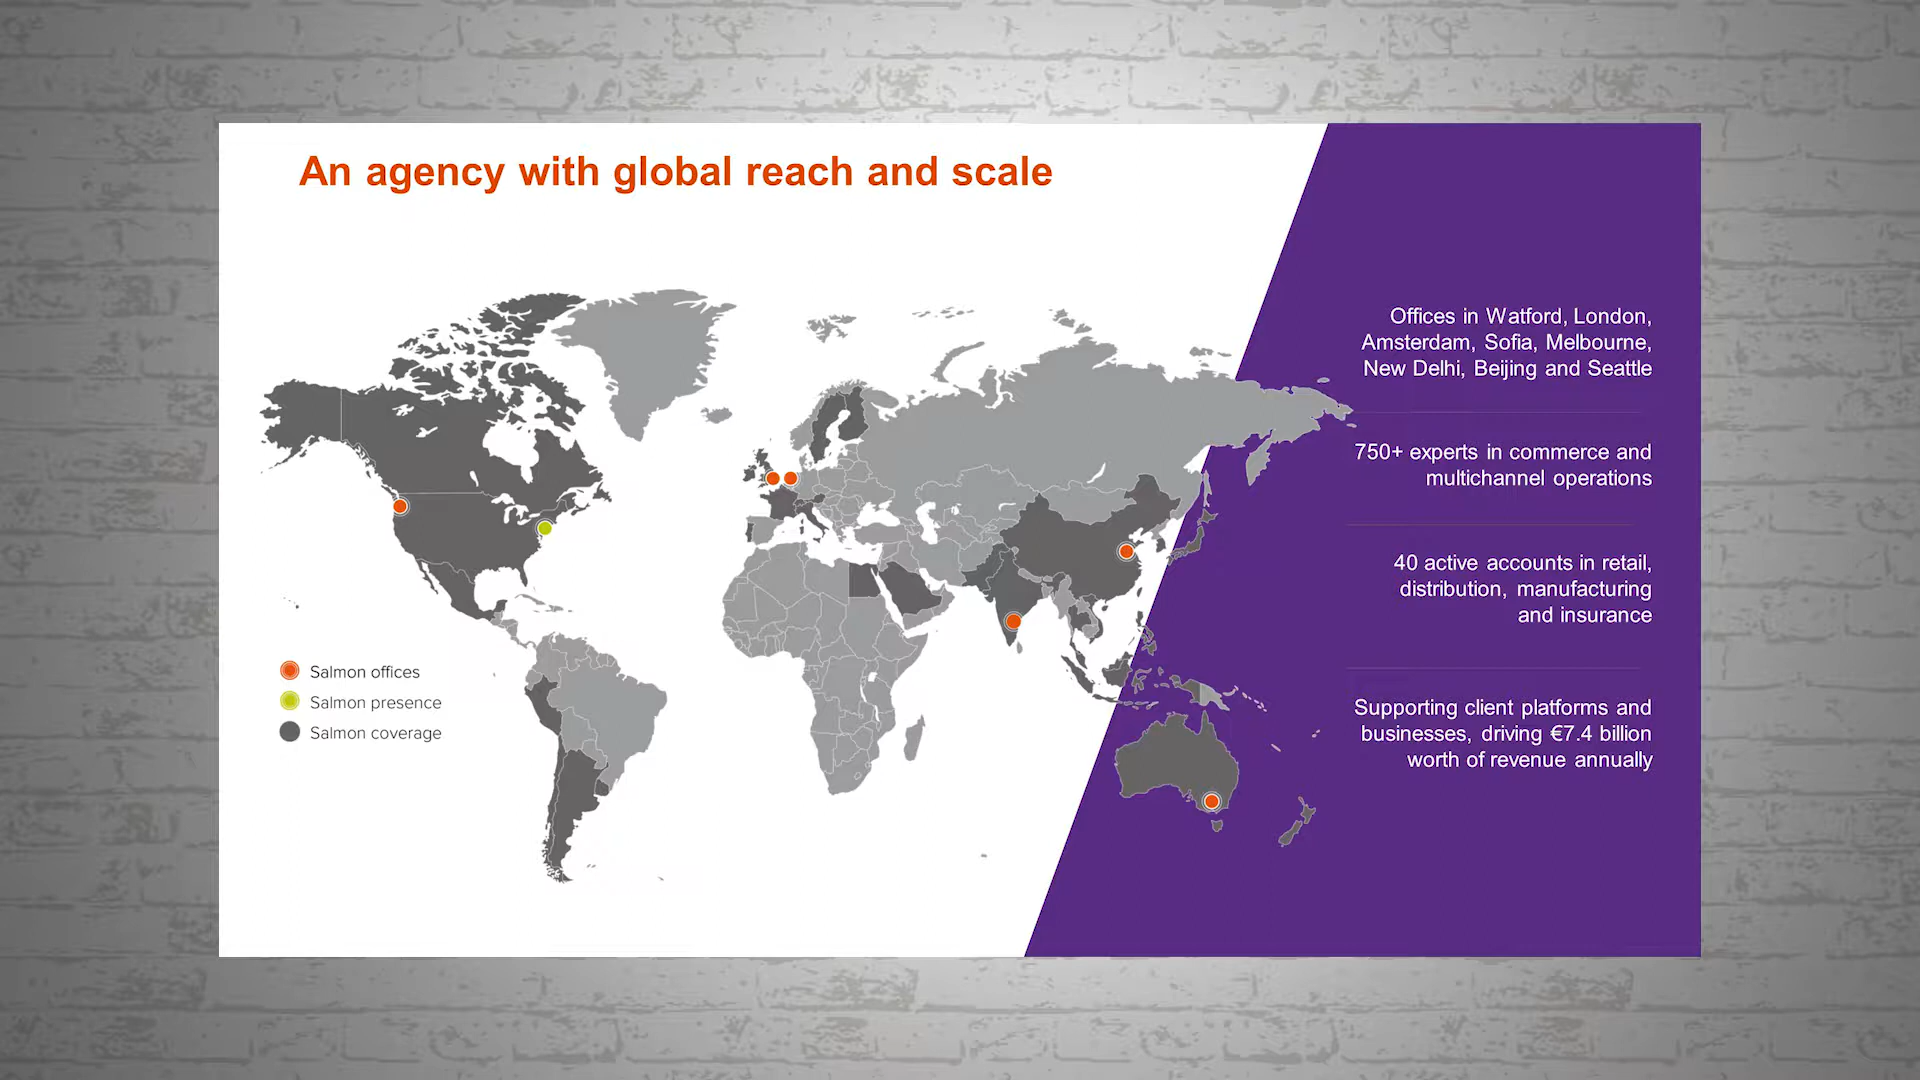 An agency with global reach and scale
Offices in Watford, London,
Amsterdam, Sofia, Melbourne,
New Delhi, Beijing and Seattle
750+ experts in commerce and
multichannel operations
40 active accounts in retail,
distribution, manufacturing
and insurance
Supporting client platforms and
businesses, driving €7.4 billion
worth of revenue annually
Salmon offices
Salmon presence
Salmon coverage